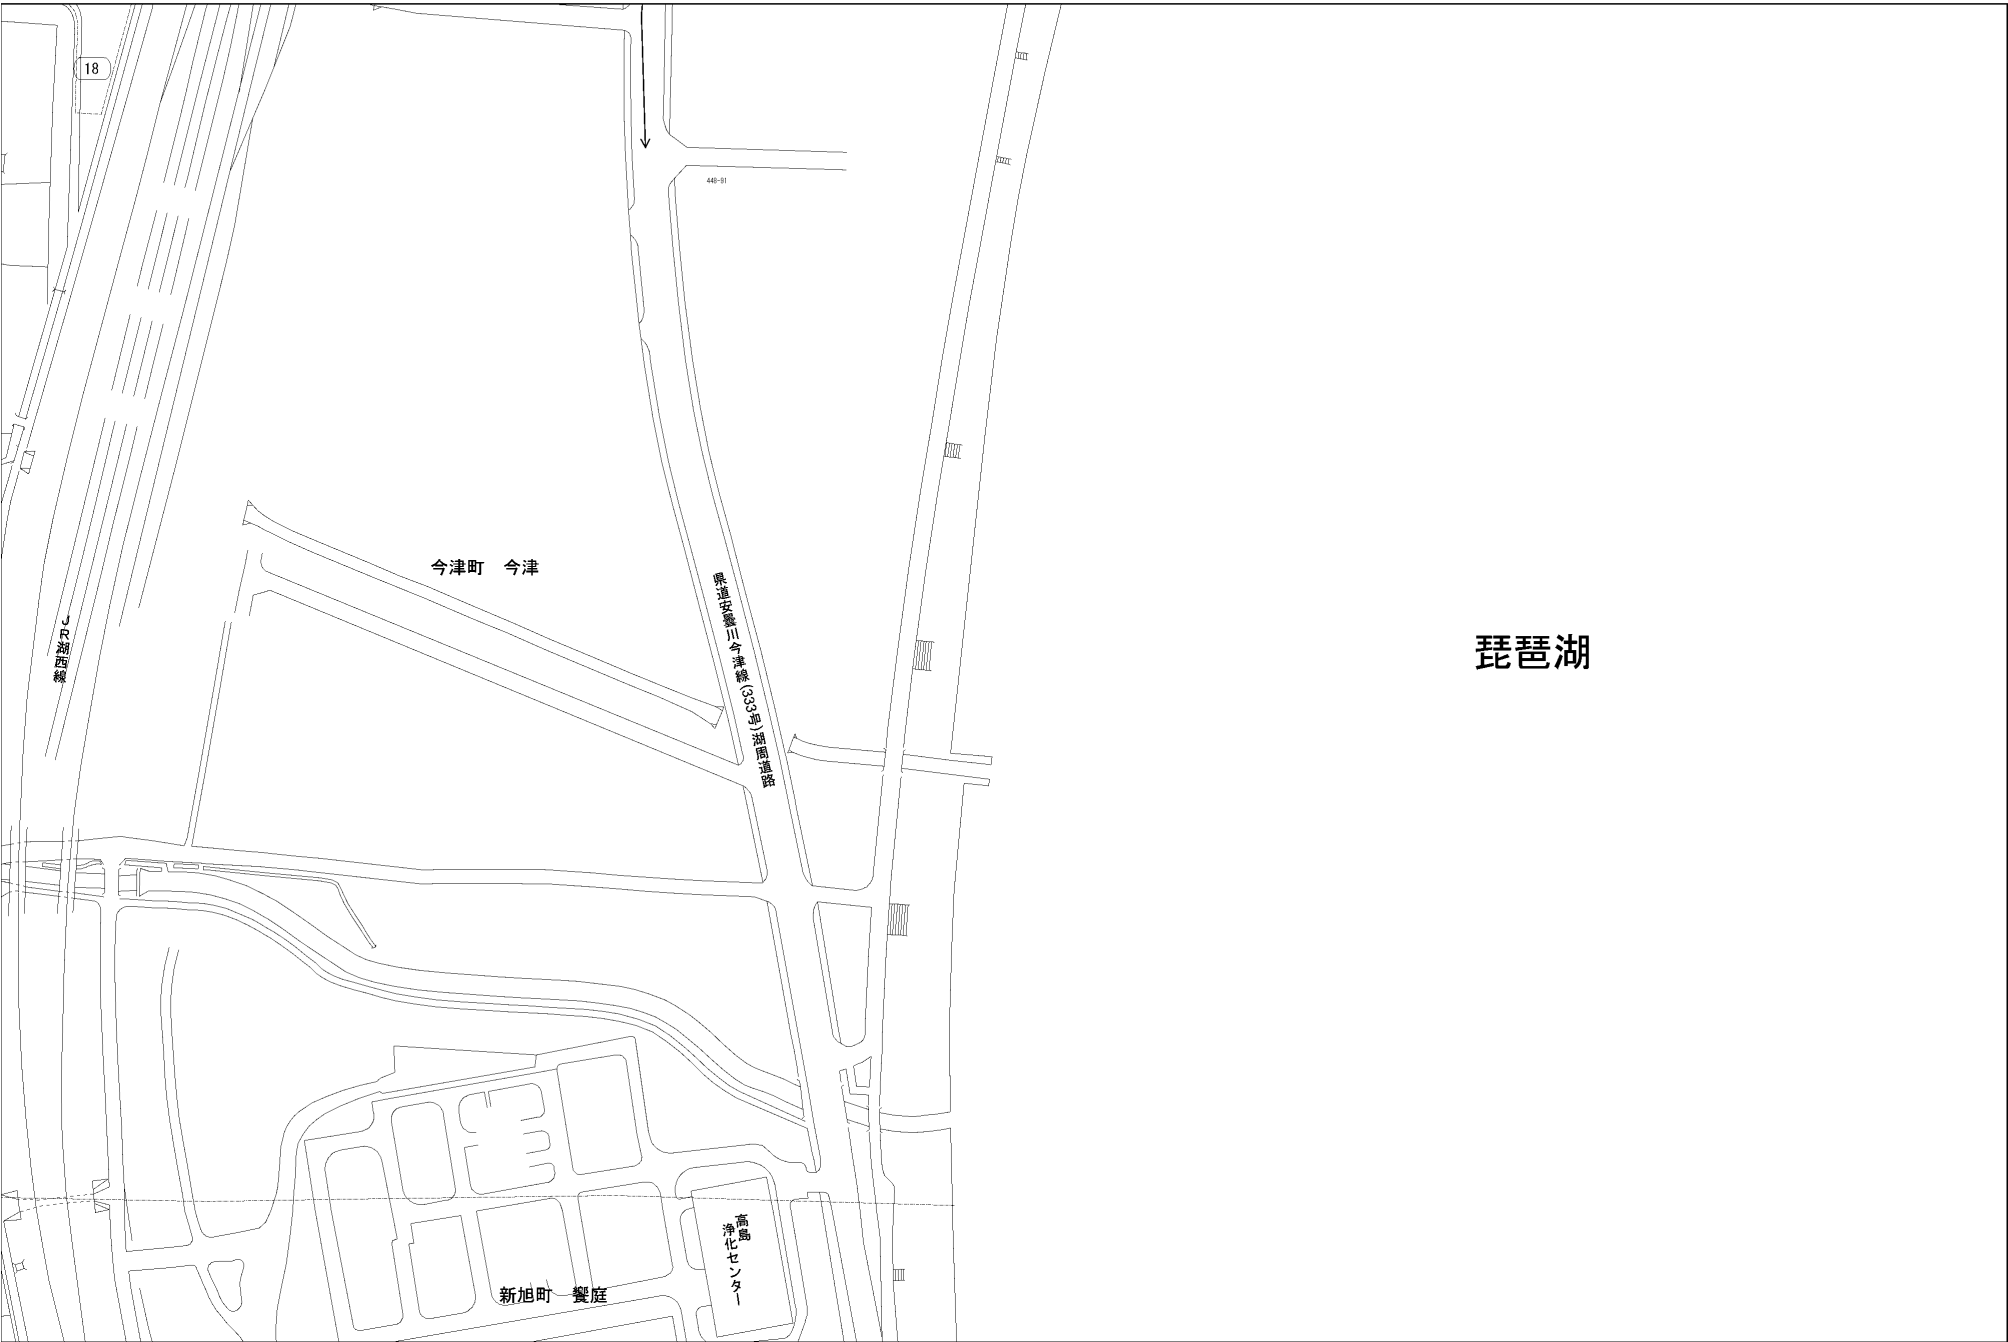 18
448-91
今津町 今津
県道安曇川今津線(333号)湖周道路
JR湖西線
琵琶湖
高島
浄化センター
新旭町 饗庭